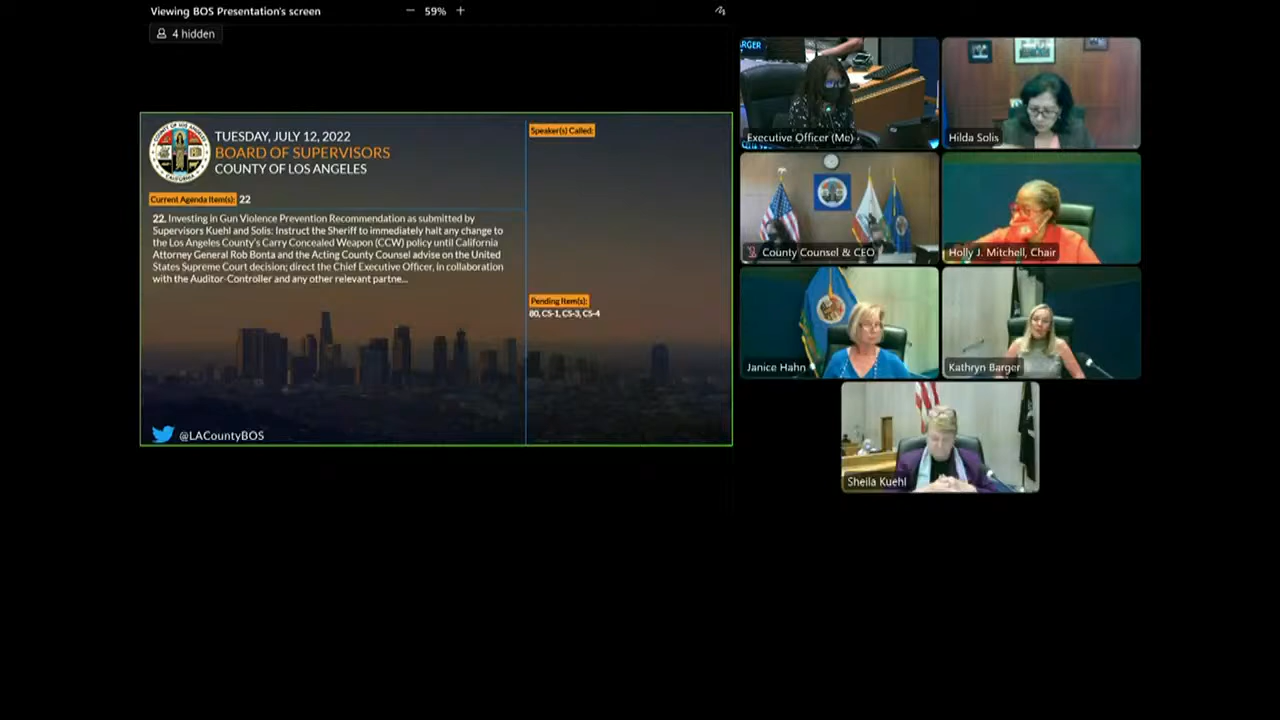 Viewing BOS Presentation's screen
59%
4 hidden
TUESDAY, JULY 12, 2022
BOARD OF SUPERVISORS
COUNTY OF LOS ANGELES
Current Agenda Item(s): 22
22. Investing in Gun Violence Prevention Recommendation as submitted by
Supervisors Kuehl and Solis: Instruct the Sheriff to immediately halt any change to
the Los Angeles County's Carry Concealed Weapon (CCW) policy until California
Attorney General Rob Bonta and the Acting County Counsel advise on the United
States Supreme Court decision; direct the Chief Executive Officer, in collaboration
with the Auditor-Controller and any other relevant partne...
@LACountyBOS
Speaker(s) Called:
Pending Item(s):
80, CS-1, CS-3, CS-4
ARGER
Executive Officer (Me)
Hilda Solis
County Counsel & CEO
Holly J. Mitchell, Chair
Janice Hahn
Kathryn Barger
Sheila Kuehl